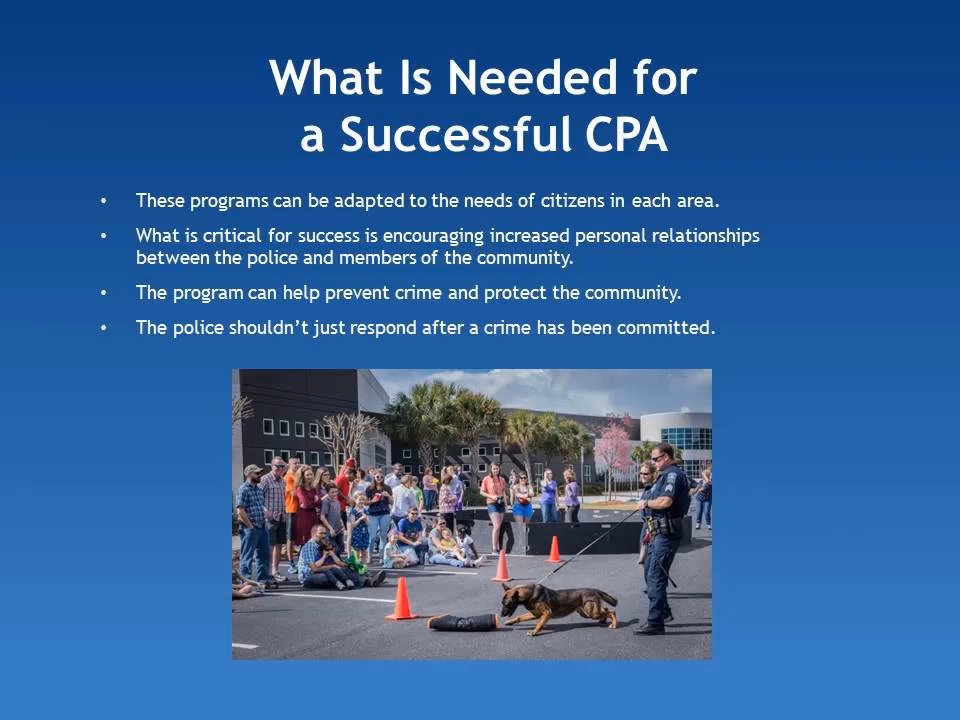 What Is Needed for
a Successful CPA
• These programs can be adapted to the needs of citizens in each area.
• What is critical for success is encouraging increased personal relationships
between the police and members of the community.
• The program can help prevent crime and protect the community.
• The police shouldn’t just respond after a crime has been committed.